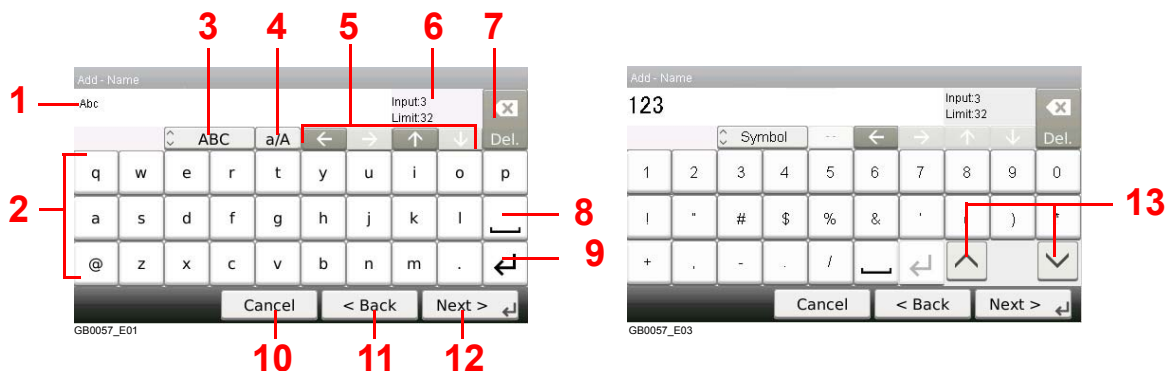 3 4 5 6 7
Add - Name
1 Abc Input:3
Limit:32
ABC a/A ← → ↑ ↓ Del.
2
q w e r t y u i o p
a s d f g h j k l 8
@ z x c v b n m . 9
Cancel < Back Next >
GB0057_E01
10 11 12
Add - Name
123 Input:3
Limit:32
Symbol -- ← → ↑ ↓ Del.
1 2 3 4 5 6 7 8 9 0
! " # $ % & ' ) 13
+ , - . /
Cancel < Back Next >
GB0057_E03